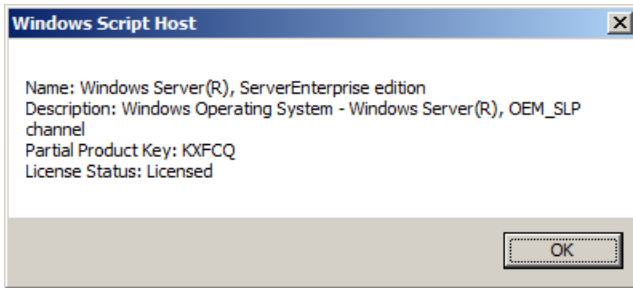 Windows Script Host
Name: Windows Server(R), ServerEnterprise edition
Description: Windows Operating System - Windows Server(R), OEM_SLP
channel
Partial Product Key: KXFCQ
License Status: Licensed
OK